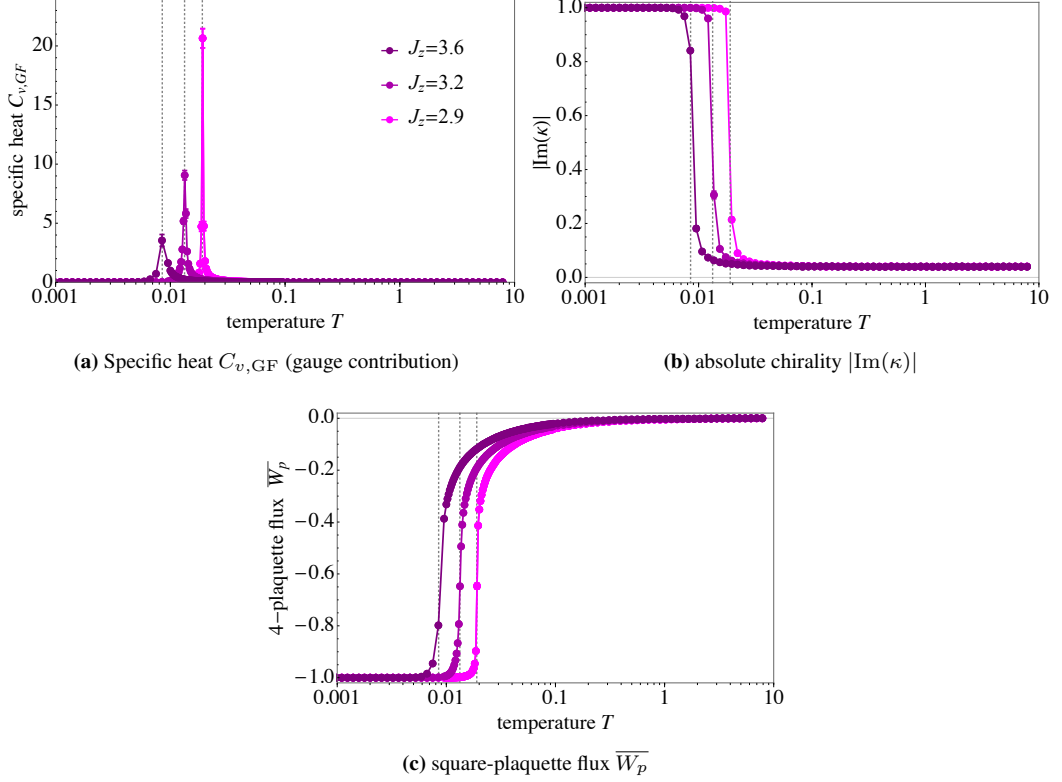 specific heat C_{v,GF}
20
15
10
5
0
0.001
0.01
0.1
1
10
temperature T
J_z=3.6
J_z=3.2
J_z=2.9
(a) Specific heat C_{v,GF} (gauge contribution)
|Im(κ)|
1.0
0.8
0.6
0.4
0.2
0.0
0.001
0.01
0.1
1
10
temperature T
(b) absolute chirality |Im(κ)|
4−plaquette flux \overline{W_p}
0.0
−0.2
−0.4
−0.6
−0.8
−1.0
0.001
0.01
0.1
1
10
temperature T
(c) square-plaquette flux \overline{W_p}